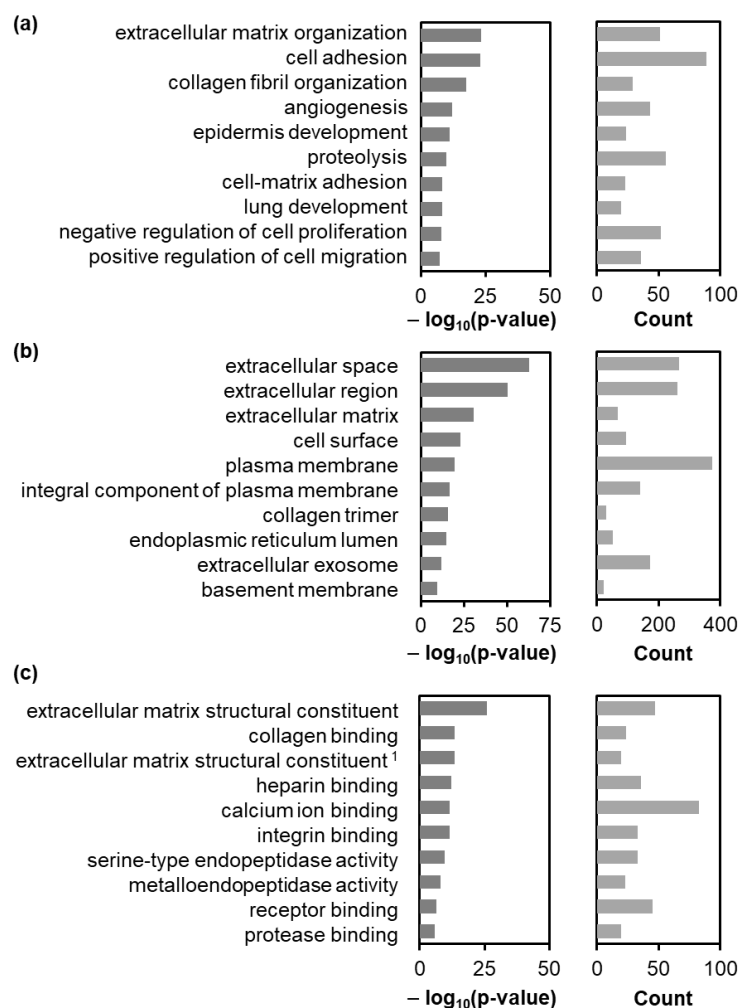 (a)
extracellular matrix organization
cell adhesion
collagen fibril organization
angiogenesis
epidermis development
proteolysis
cell-matrix adhesion
lung development
negative regulation of cell proliferation
positive regulation of cell migration
0 25 50 0 50 100
– log10(p-value) Count
(b)
extracellular space
extracellular region
extracellular matrix
cell surface
plasma membrane
integral component of plasma membrane
collagen trimer
endoplasmic reticulum lumen
extracellular exosome
basement membrane
0 25 50 75 0 200 400
– log10(p-value) Count
(c)
extracellular matrix structural constituent
collagen binding
extracellular matrix structural constituent 1
heparin binding
calcium ion binding
integrin binding
serine-type endopeptidase activity
metalloendopeptidase activity
receptor binding
protease binding
0 25 50 0 50 100
– log10(p-value) Count